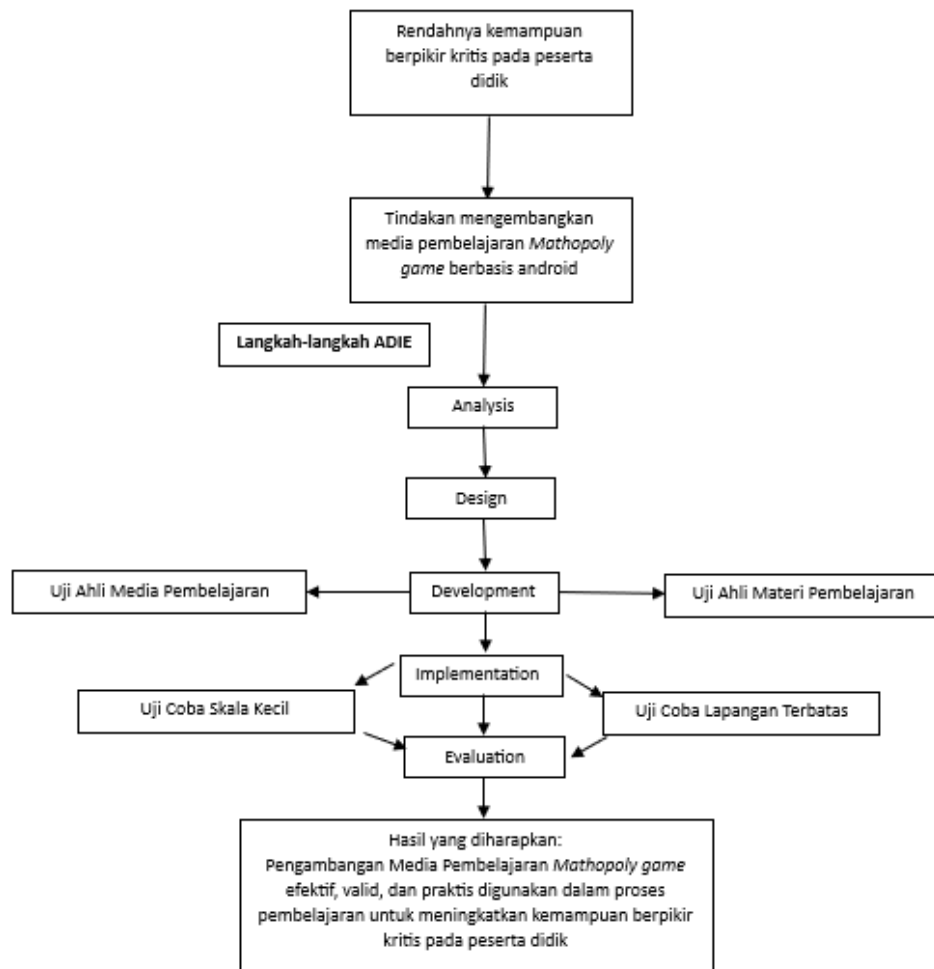 Rendahnya kemampuan
berpikir kritis pada peserta
didik
Tindakan mengembangkan
media pembelajaran Mathopoly
game berbasis android
Langkah-langkah ADIE
Analysis
Design
Uji Ahli Media Pembelajaran
Development
Uji Ahli Materi Pembelajaran
Implementation
Uji Coba Skala Kecil
Uji Coba Lapangan Terbatas
Evaluation
Hasil yang diharapkan:
Pengambangan Media Pembelajaran Mathopoly game
efektif, valid, dan praktis digunakan dalam proses
pembelajaran untuk meningkatkan kemampuan berpikir
kritis pada peserta didik